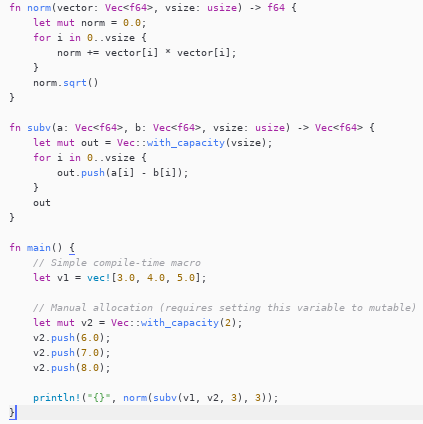 fn norm(vector: Vec<f64>, vsize: usize) -> f64 {
    let mut norm = 0.0;
    for i in 0..vsize {
        norm += vector[i] * vector[i];
    }
    norm.sqrt()
}

fn subv(a: Vec<f64>, b: Vec<f64>, vsize: usize) -> Vec<f64> {
    let mut out = Vec::with_capacity(vsize);
    for i in 0..vsize {
        out.push(a[i] - b[i]);
    }
    out
}

fn main() {
    // Simple compile-time macro
    let v1 = vec![3.0, 4.0, 5.0];

    // Manual allocation (requires setting this variable to mutable)
    let mut v2 = Vec::with_capacity(2);
    v2.push(6.0);
    v2.push(7.0);
    v2.push(8.0);

    println!("{}", norm(subv(v1, v2, 3), 3));
}